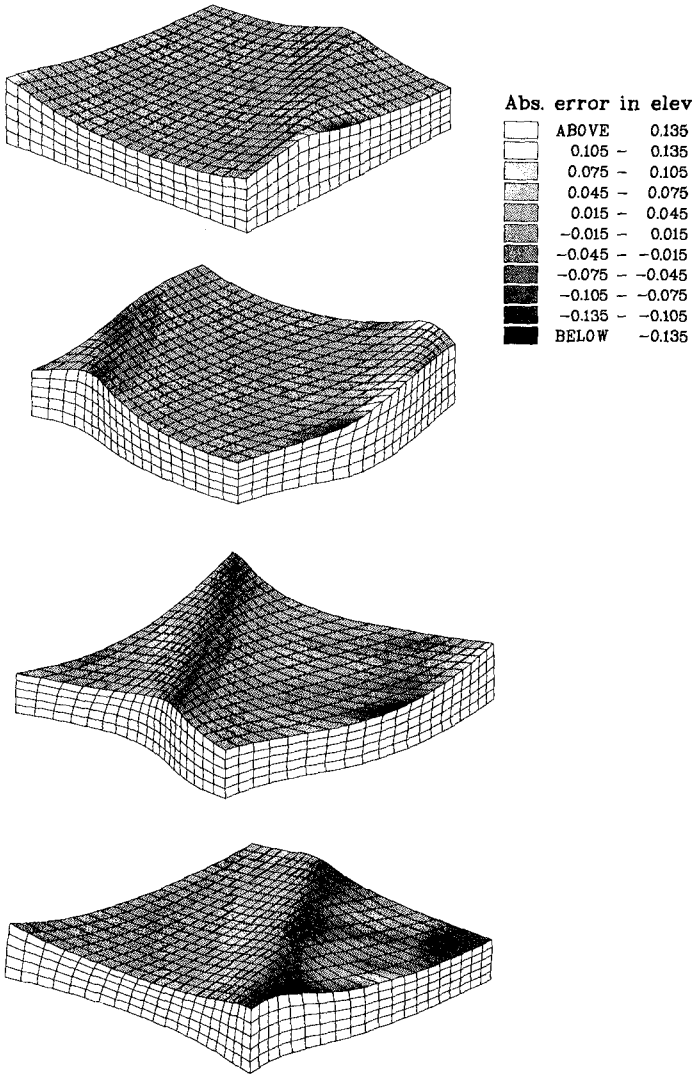 Abs. error in elev
ABOVE 0.135
0.105 - 0.135
0.075 - 0.105
0.045 - 0.075
0.015 - 0.045
-0.015 - 0.015
-0.045 - -0.015
-0.075 - -0.045
-0.105 - -0.075
-0.135 - -0.105
BELOW -0.135